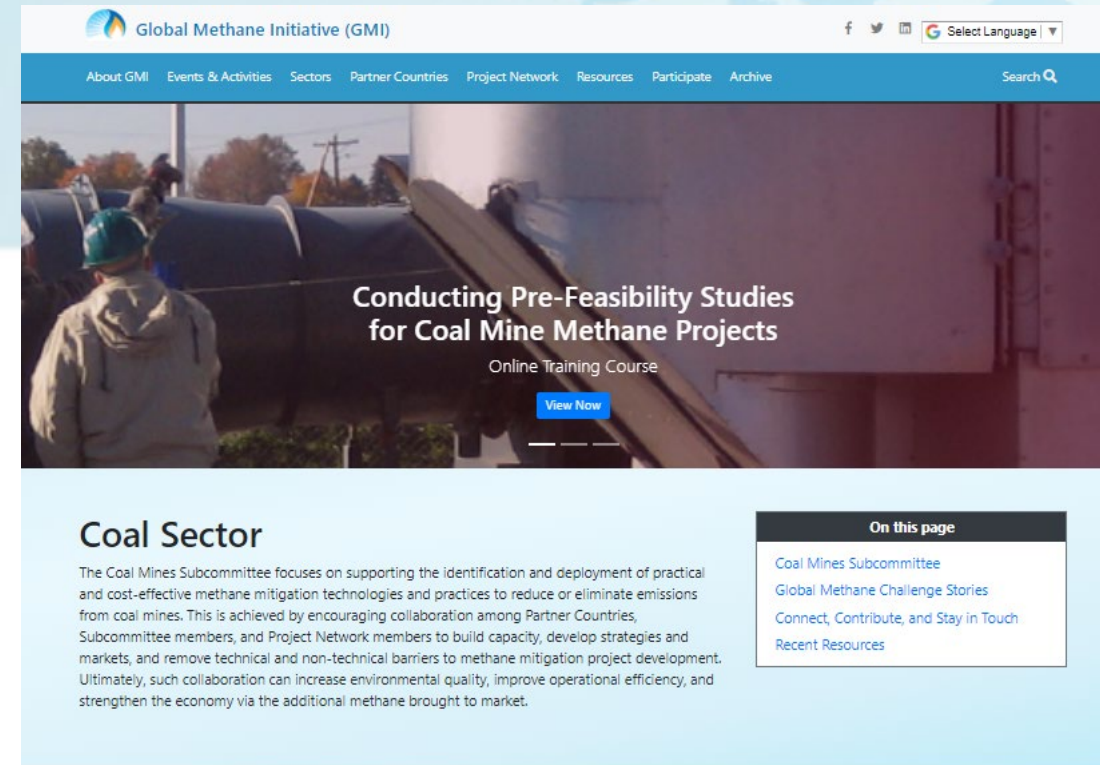 Global Methane Initiative (GMI)
Select Language
About GMI Events & Activities Sectors Partner Countries Project Network Resources Participate Archive Search
Conducting Pre-Feasibility Studies
for Coal Mine Methane Projects
Online Training Course
View Now
Coal Sector
The Coal Mines Subcommittee focuses on supporting the identification and deployment of practical
and cost-effective methane mitigation technologies and practices to reduce or eliminate emissions
from coal mines. This is achieved by encouraging collaboration among Partner Countries,
Subcommittee members, and Project Network members to build capacity, develop strategies and
markets, and remove technical and non-technical barriers to methane mitigation project development.
Ultimately, such collaboration can increase environmental quality, improve operational efficiency, and
strengthen the economy via the additional methane brought to market.
On this page
Coal Mines Subcommittee
Global Methane Challenge Stories
Connect, Contribute, and Stay in Touch
Recent Resources